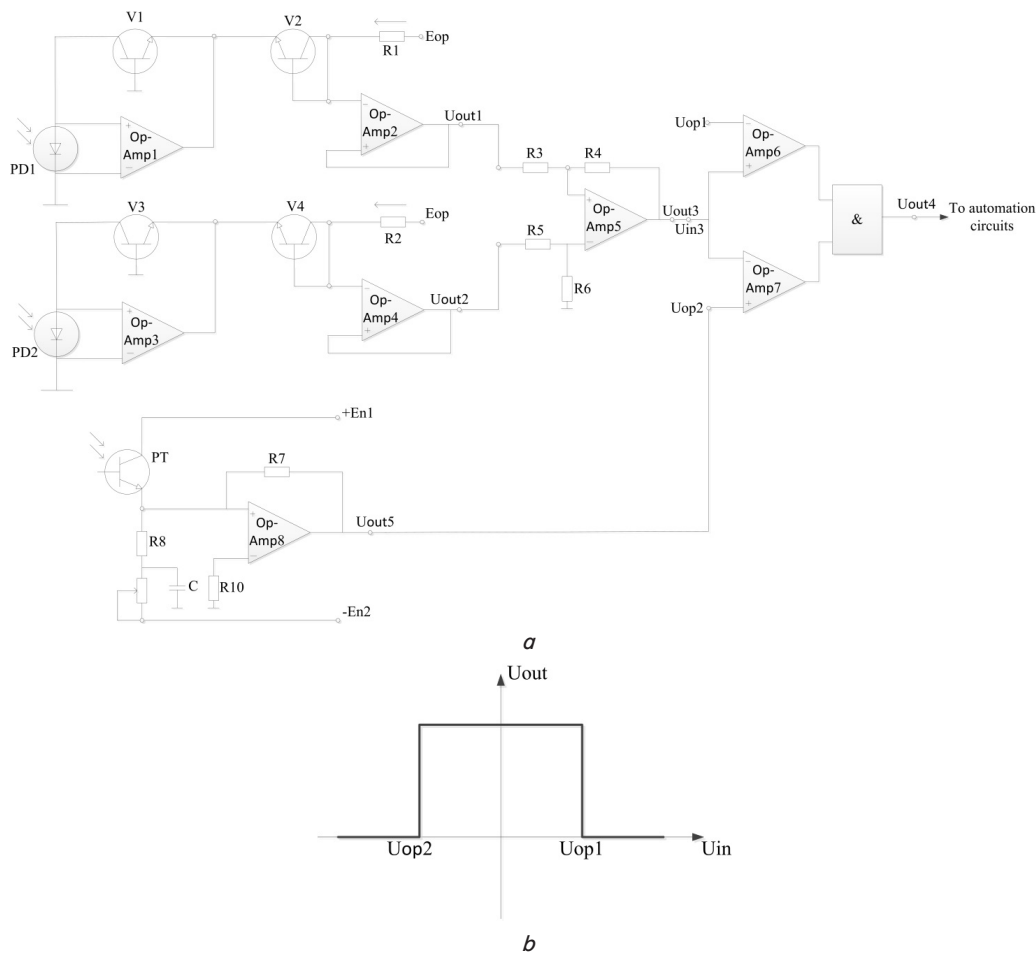 V1
V2
R1
Eop
PD1
+
−
Op-
Amp1
−
+
Op-
Amp2
Uout1
V3
V4
R2
Eop
PD2
+
−
Op-
Amp3
−
+
Op-
Amp4
Uout2
R3
R4
R5
R6
+
−
Op-
Amp5
Uout3
Uin3
Uop1
−
+
Op-
Amp6
Uop2
−
+
Op-
Amp7
&
Uout4
To automation
circuits
+En1
PT
R7
+
−
Op-
Amp8
Uout5
R8
C
R10
-En2
a
Uout
Uop2
Uop1
Uin
b